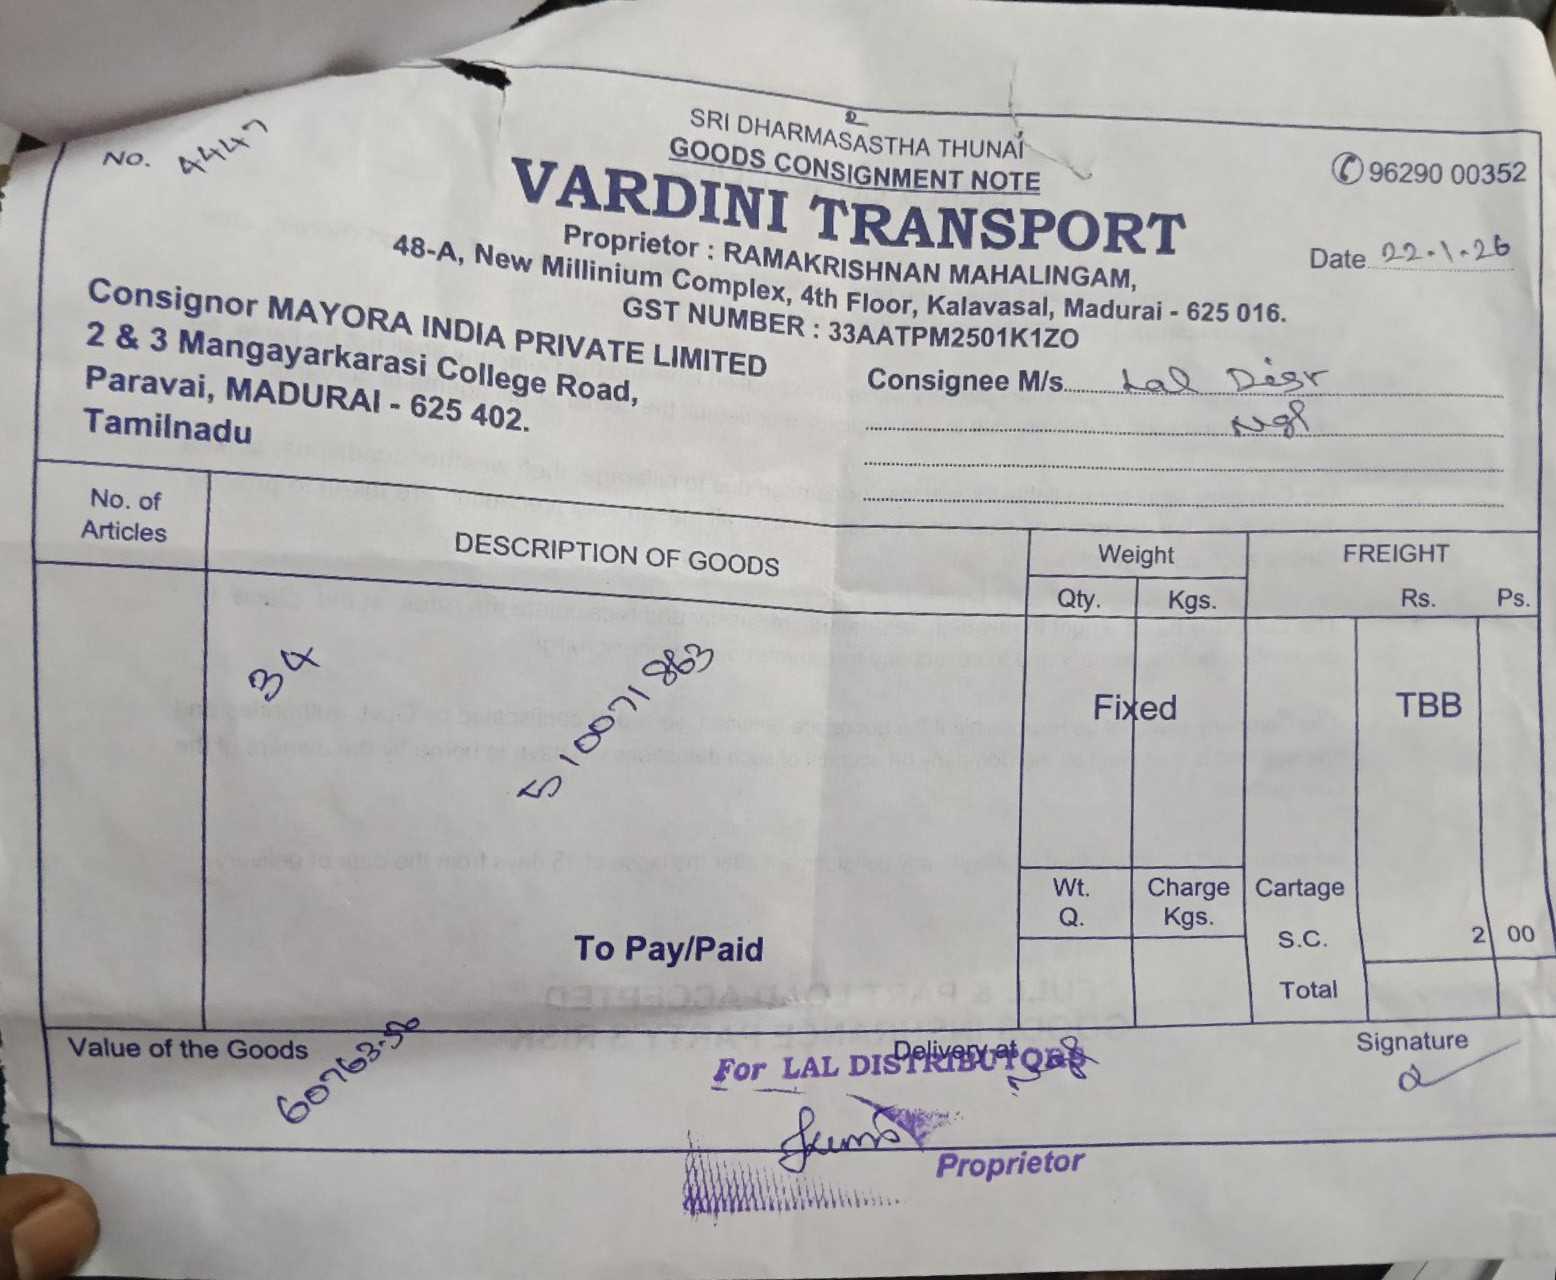 SRI DHARMASASTHA THUNAI
GOODS CONSIGNMENT NOTE
No. 4447
✆ 96290 00352
VARDINI TRANSPORT
Proprietor : RAMAKRISHNAN MAHALINGAM,
48-A, New Millinium Complex, 4th Floor, Kalavasal, Madurai - 625 016.
GST NUMBER : 33AATPM2501K1ZO
Date 22.1.26
Consignor MAYORA INDIA PRIVATE LIMITED
2 & 3 Mangayarkarasi College Road,
Paravai, MADURAI - 625 402.
Tamilnadu
Consignee M/s. Lal Distr
Ngl
No. of
Articles
DESCRIPTION OF GOODS
Weight
FREIGHT
Qty. Kgs.
Rs. Ps.
34
510071863
Fixed
TBB
Wt.
Q.
Charge
Kgs.
Cartage
To Pay/Paid
S.C. 2 00
Total
Value of the Goods 60763.50
Delivery at Ngl
Signature
For LAL DISTRIBUTORS
Proprietor